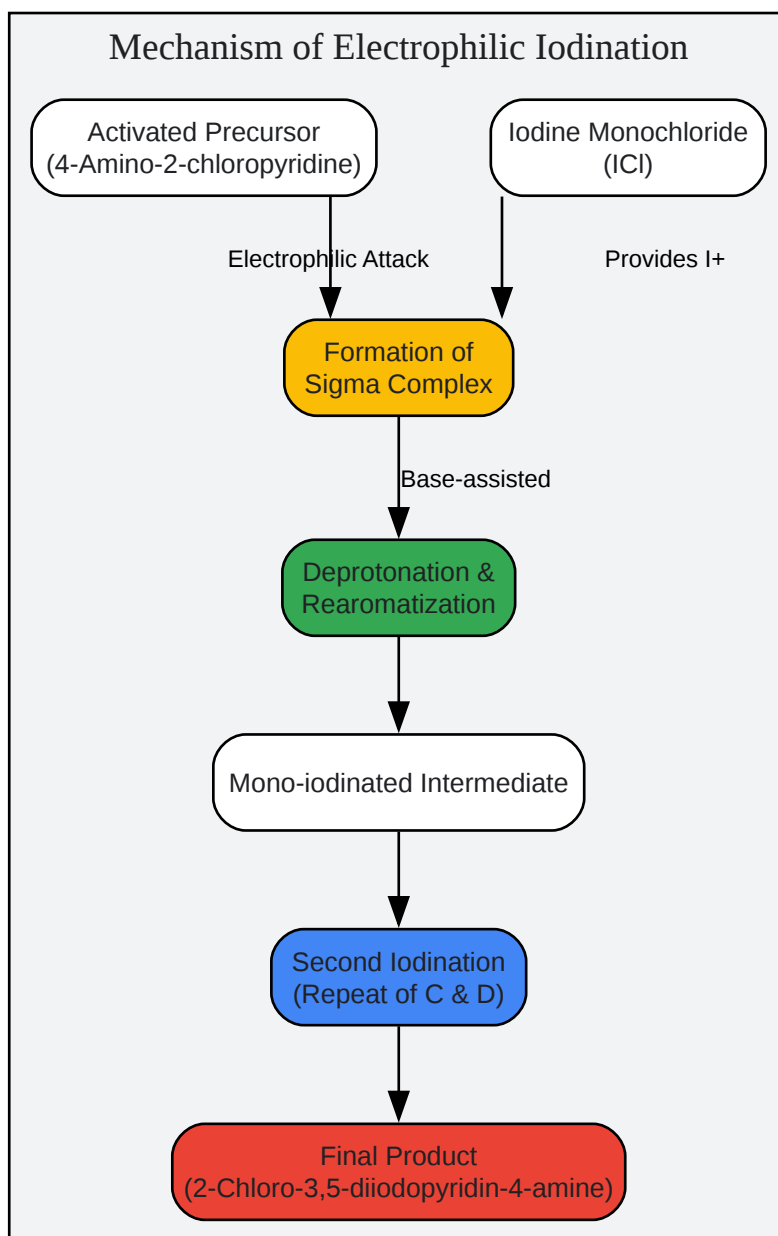 Mechanism of Electrophilic Iodination
Activated Precursor
(4-Amino-2-chloropyridine)
Iodine Monochloride
(ICl)
Electrophilic Attack
Provides I+
Formation of
Sigma Complex
Base-assisted
Deprotonation &
Rearomatization
Mono-iodinated Intermediate
Second Iodination
(Repeat of C & D)
Final Product
(2-Chloro-3,5-diiodopyridin-4-amine)